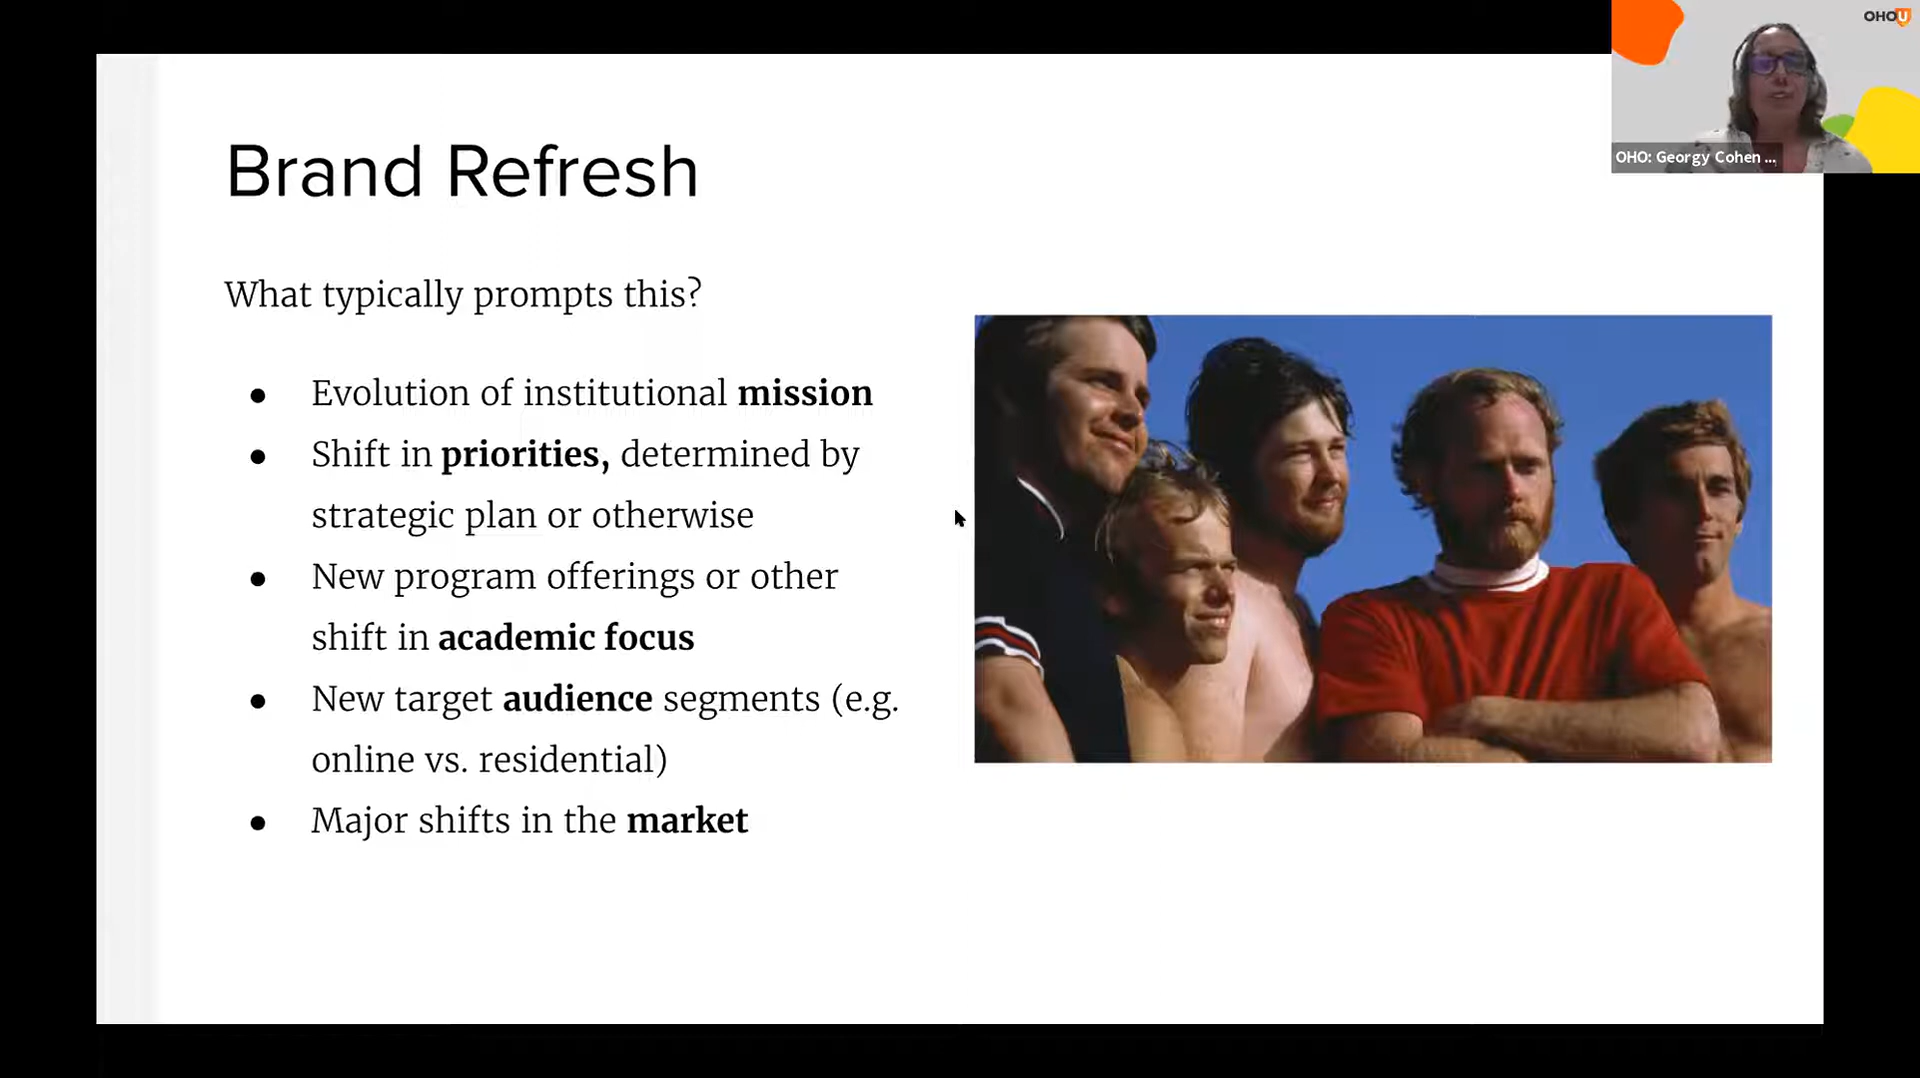 OHO U
OHO: Georgy Cohen ...
Brand Refresh
What typically prompts this?
● Evolution of institutional mission
● Shift in priorities, determined by
strategic plan or otherwise
● New program offerings or other
shift in academic focus
● New target audience segments (e.g.
online vs. residential)
● Major shifts in the market